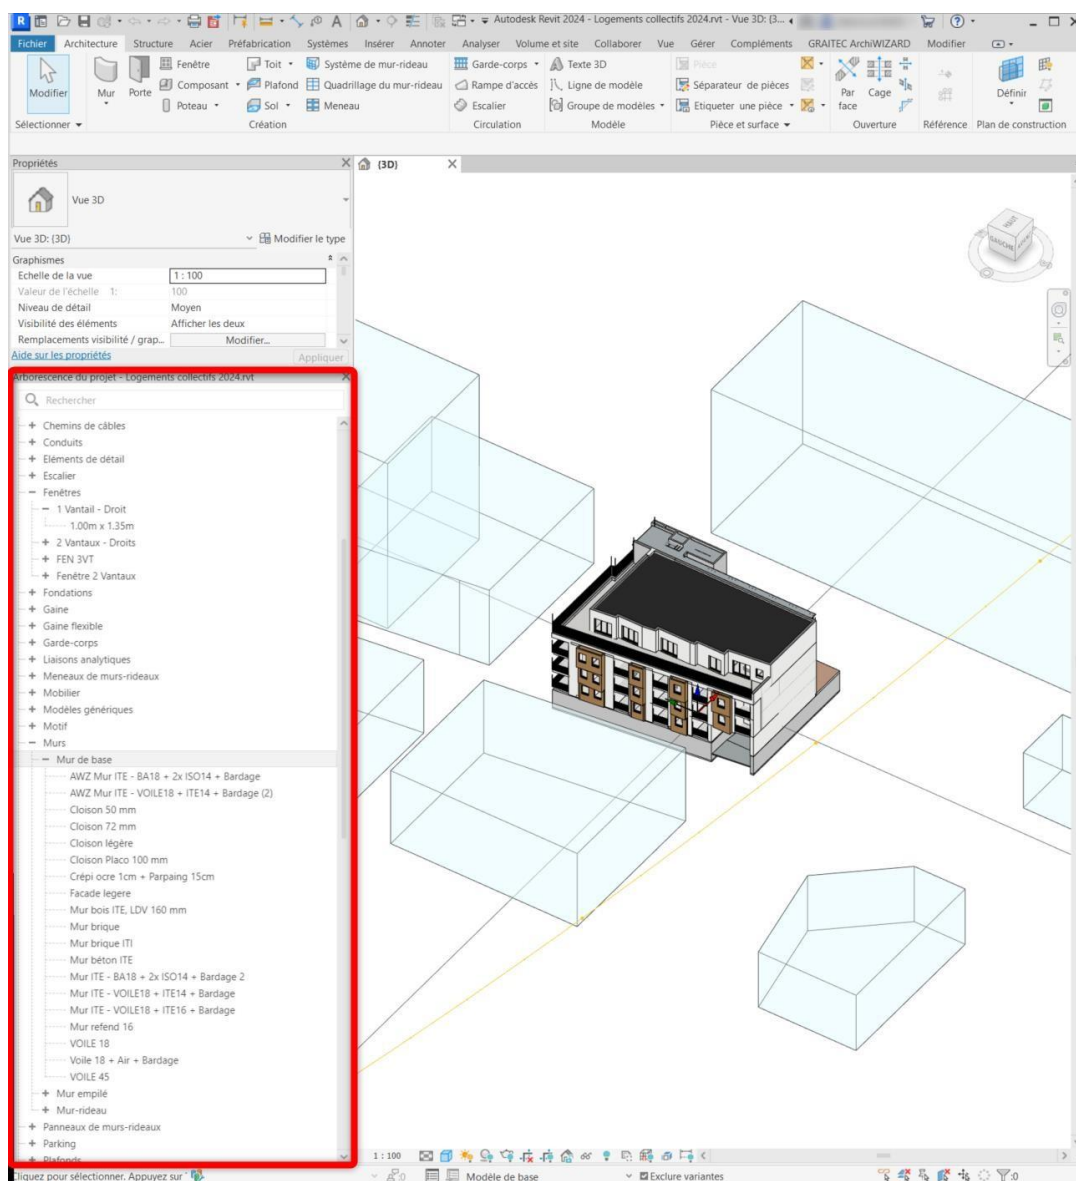 Autodesk Revit 2024 - Logements collectifs 2024.rvt - Vue 3D: {3...
Fichier Architecture Structure Acier Préfabrication Systèmes Insérer Annoter Analyser Volume et site Collaborer Vue Gérer Compléments GRAITEC ArchiWIZARD Modifier
Fenêtre Toit Système de mur-rideau Garde-corps Texte 3D Pièce
Modifier Mur Porte Composant Plafond Quadrillage du mur-rideau Rampe d'accès Ligne de modèle Séparateur de pièces Par face Cage Définir
Poteau Sol Meneau Escalier Groupe de modèles Etiqueter une pièce
Sélectionner Création Circulation Modèle Pièce et surface Ouverture Référence Plan de construction
Propriétés
{3D}
Vue 3D
Vue 3D: {3D} Modifier le type
Graphismes
Echelle de la vue 1 : 100
Valeur de l'échelle 1: 100
Niveau de détail Moyen
Visibilité des éléments Afficher les deux
Remplacements visibilité / grap... Modifier...
Aide sur les propriétés Appliquer
HAUT
GAUCHE
Arborescence du projet - Logements collectifs 2024.rvt
Rechercher
Chemins de câbles
Conduits
Eléments de détail
Escalier
Fenêtres
1 Vantail - Droit
1.00m x 1.35m
2 Vantaux - Droits
FEN 3VT
Fenêtre 2 Vantaux
Fondations
Gaine
Gaine flexible
Garde-corps
Liaisons analytiques
Meneaux de murs-rideaux
Mobilier
Modèles génériques
Motif
Murs
Mur de base
AWZ Mur ITE - BA18 + 2x ISO14 + Bardage
AWZ Mur ITE - VOILE18 + ITE14 + Bardage (2)
Cloison 50 mm
Cloison 72 mm
Cloison légère
Cloison Placo 100 mm
Crépi ocre 1cm + Parpaing 15cm
Facade legere
Mur bois ITE, LDV 160 mm
Mur brique
Mur brique ITI
Mur béton ITE
Mur ITE - BA18 + 2x ISO14 + Bardage 2
Mur ITE - VOILE18 + ITE14 + Bardage
Mur ITE - VOILE18 + ITE16 + Bardage
Mur refend 16
VOILE 18
Voile 18 + Air + Bardage
VOILE 45
Mur empilé
Mur-rideau
Panneaux de murs-rideaux
Parking
Plafonds
1 : 100
Cliquez pour sélectionner. Appuyez sur :0 Modèle de base Exclure variantes :0